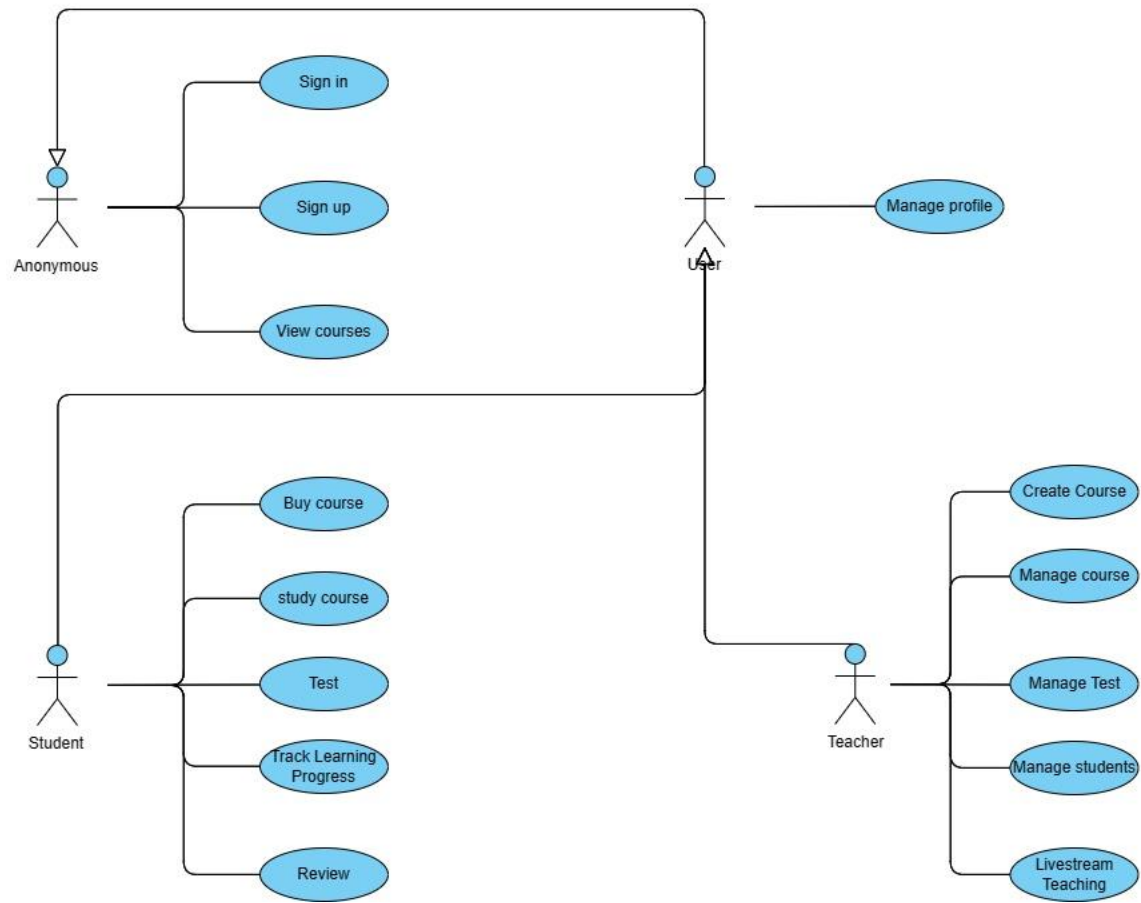 Sign in
Sign up
Anonymous
View courses
User
Manage profile
Buy course
study course
Test
Student
Track Learning
Progress
Review
Create Course
Manage course
Manage Test
Teacher
Manage students
Livestream
Teaching